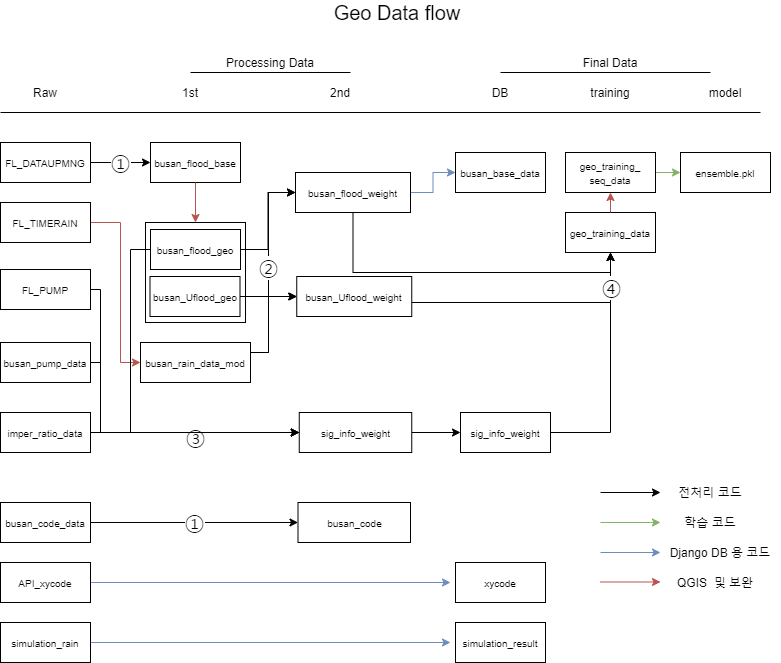 Geo Data flow
Processing Data
Final Data
Raw
1st
2nd
DB
training
model
FL_DATAUPMNG
①
busan_flood_base
geo_training_
seq_data
ensemble.pkl
busan_flood_weight
busan_base_data
FL_TIMERAIN
busan_flood_geo
geo_training_data
②
FL_PUMP
busan_Uflood_geo
busan_Uflood_weight
④
busan_pump_data
busan_rain_data_mod
imper_ratio_data
③
sig_info_weight
sig_info_weight
busan_code_data
①
busan_code
API_xycode
xycode
simulation_rain
simulation_result
전처리 코드
학습 코드
Django DB 용 코드
QGIS 및 보완